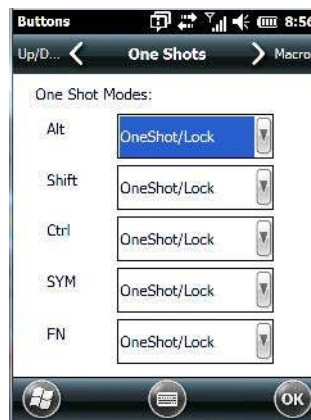 Buttons 8:56
Up/D... One Shots Macro
One Shot Modes:
Alt OneShot/Lock
Shift OneShot/Lock
Ctrl OneShot/Lock
SYM OneShot/Lock
FN OneShot/Lock
OK